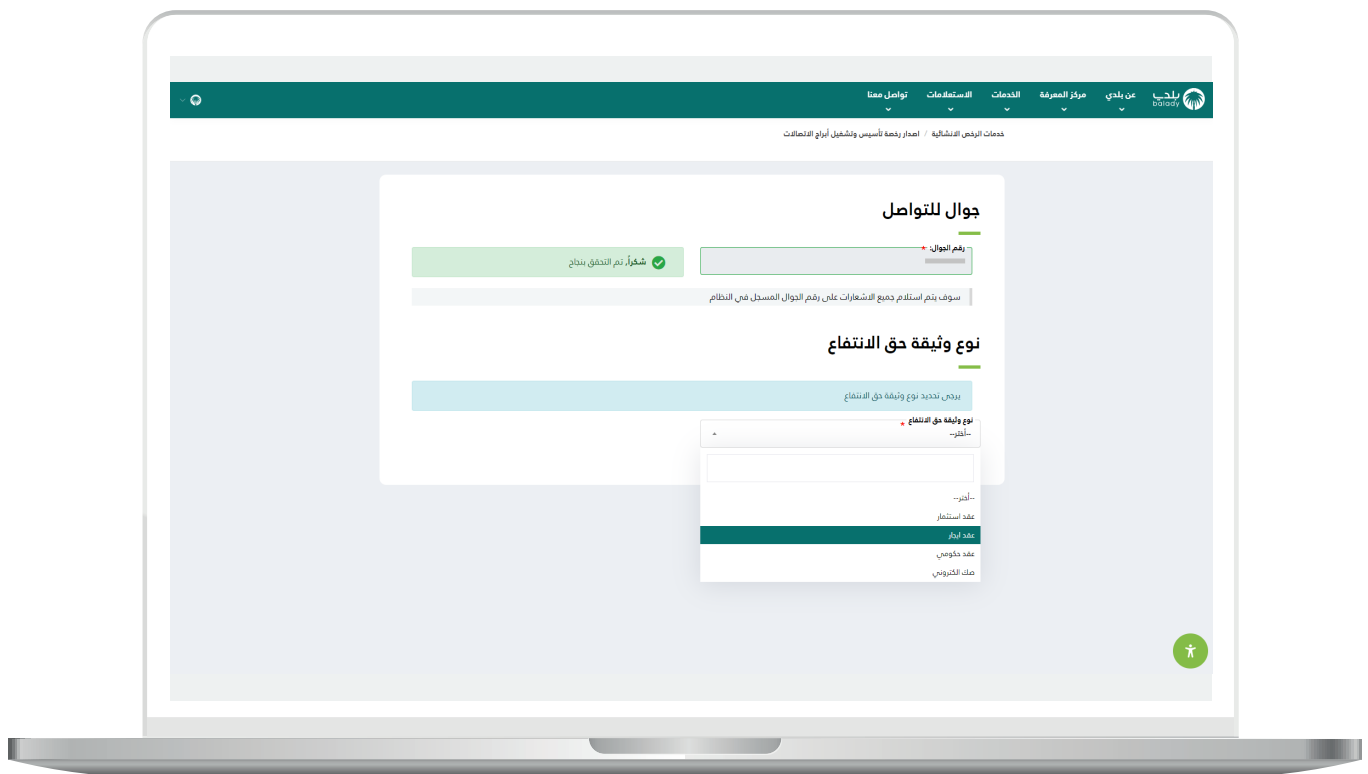 بلدي
balady
عن بلدي
مركز المعرفة
الخدمات
الاستعلامات
تواصل معنا
خدمات الرخص الانشائية / اصدار رخصة تأسيس وتشغيل أبراج الاتصالات
جوال للتواصل
رقم الجوال: *
شكراً, تم التحقق بنجاح
سوف يتم استلام جميع الاشعارات على رقم الجوال المسجل في النظام
نوع وثيقة حق الانتفاع
يرجى تحديد نوع وثيقة حق الانتفاع
نوع وثيقة حق الانتفاع *
--أختر--
--أختر--
عقد استثمار
عقد ايجار
عقد حكومي
صك الكتروني